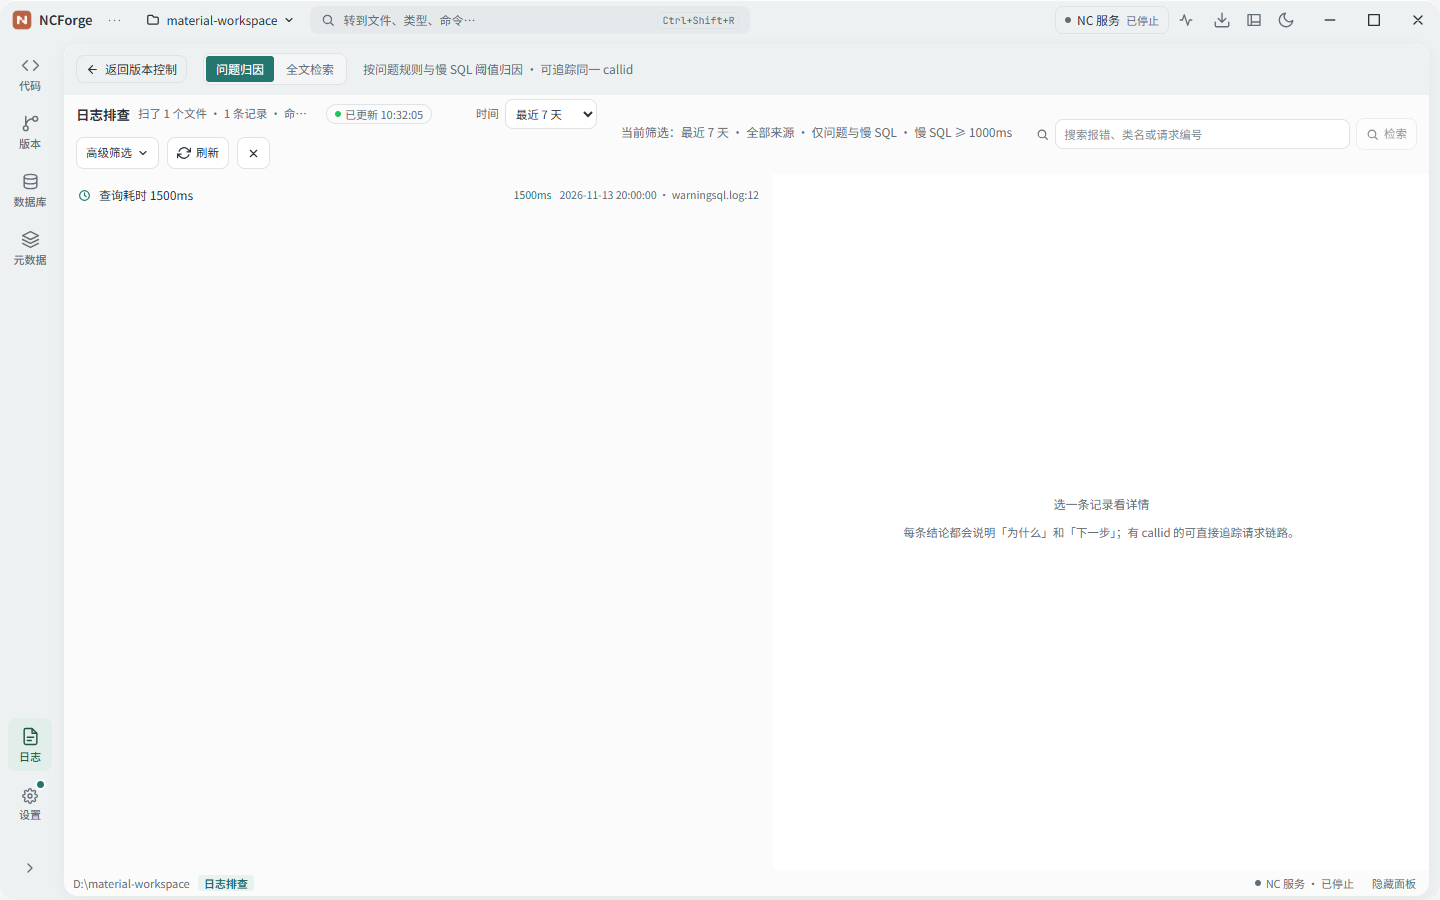 NCForge ··· material-workspace 转到文件、类型、命令… Ctrl+Shift+R NC 服务 已停止
代码
版本
数据库
元数据
日志
设置
返回版本控制 问题归因 全文检索 按问题规则与慢 SQL 阈值归因 · 可追踪同一 callid
日志排查 扫了 1 个文件 · 1 条记录 · 命… 已更新 10:32:05 时间 最近 7 天
当前筛选：最近 7 天 · 全部来源 · 仅问题与慢 SQL · 慢 SQL ≥ 1000ms 搜索报错、类名或请求编号 检索
高级筛选 刷新
查询耗时 1500ms 1500ms 2026-11-13 20:00:00 · warningsql.log:12
选一条记录看详情
每条结论都会说明「为什么」和「下一步」；有 callid 的可直接追踪请求链路。
D:\material-workspace 日志排查 NC 服务 · 已停止 隐藏面板